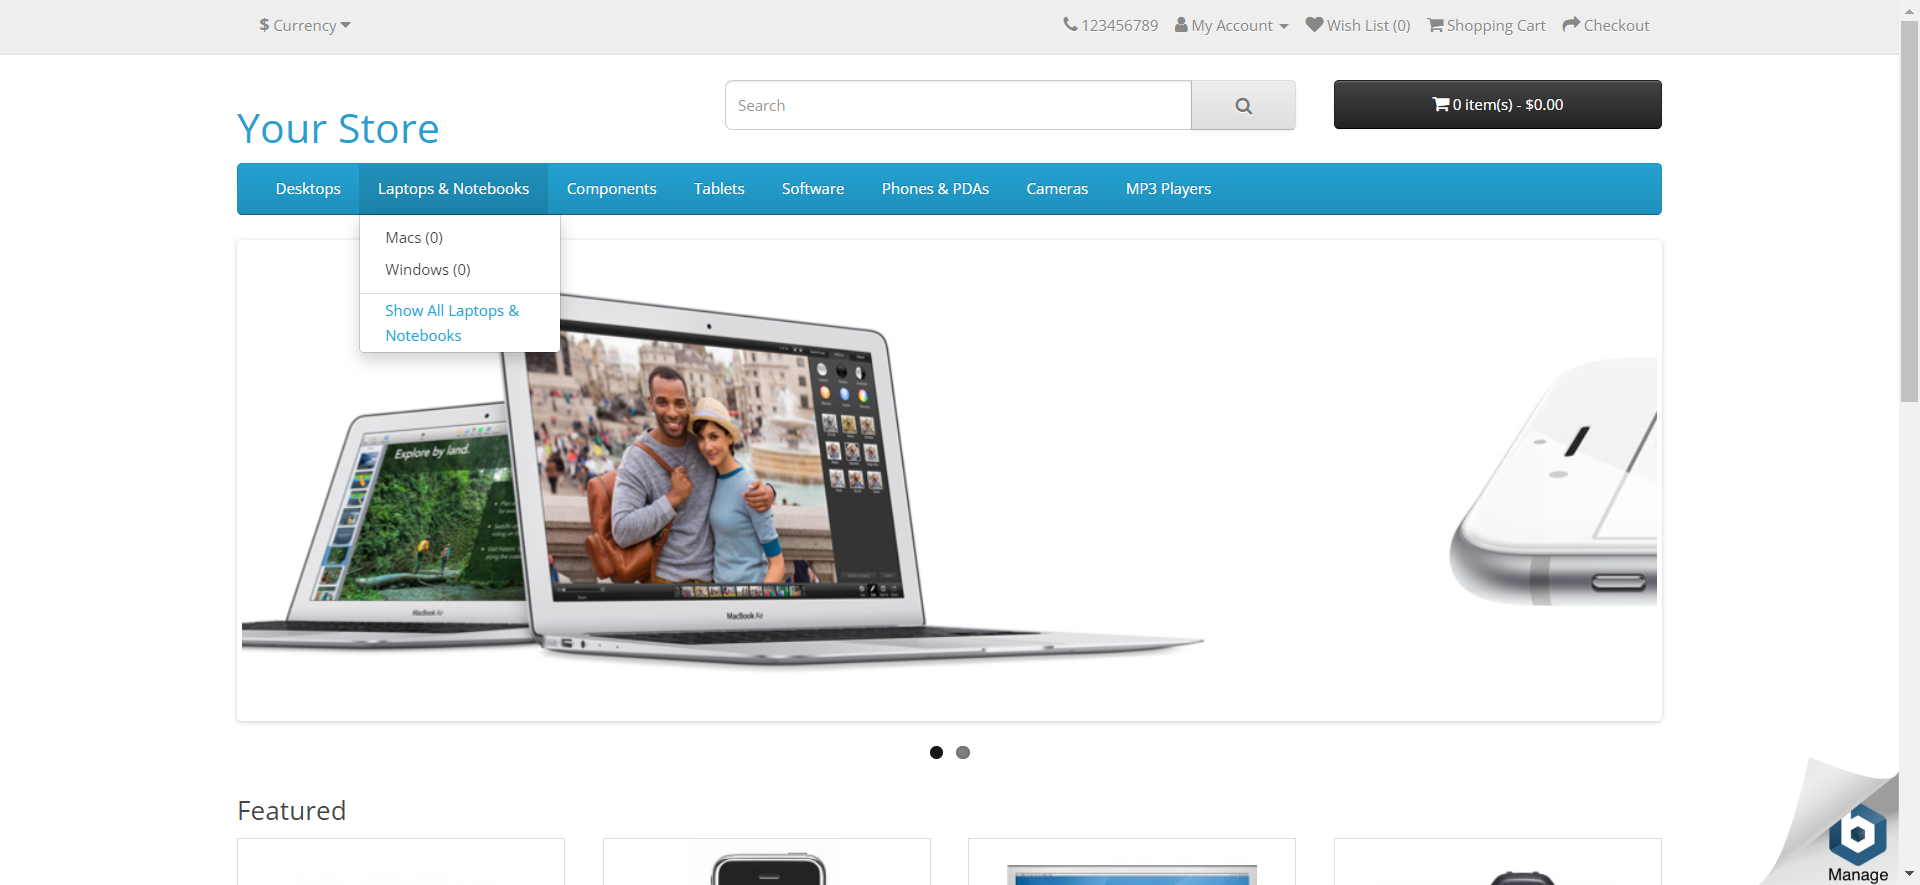 $ Currency
123456789
My Account
Wish List (0)
Shopping Cart
Checkout
Your Store
Search
0 item(s) - $0.00
Desktops
Laptops & Notebooks
Components
Tablets
Software
Phones & PDAs
Cameras
MP3 Players
Macs (0)
Windows (0)
Show All Laptops &
Notebooks
Explore by land.
MacBook Air
MacBook Air
Featured
Manage